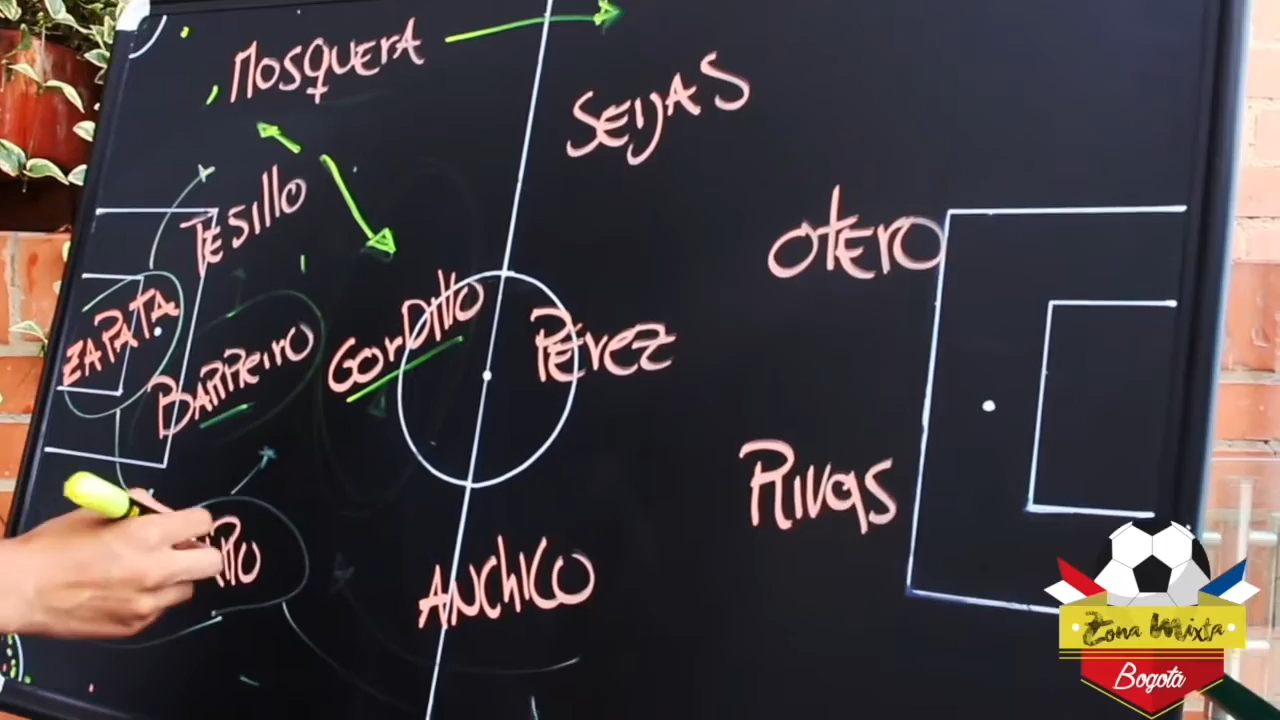 MOSQUERA
SEIJAS
TESillO
OTERO
ZAPATA
BARREIRO
GORDIllO
PÉrEZ
RIVAS
ANCHICO
Zona Mixta
Bogotá